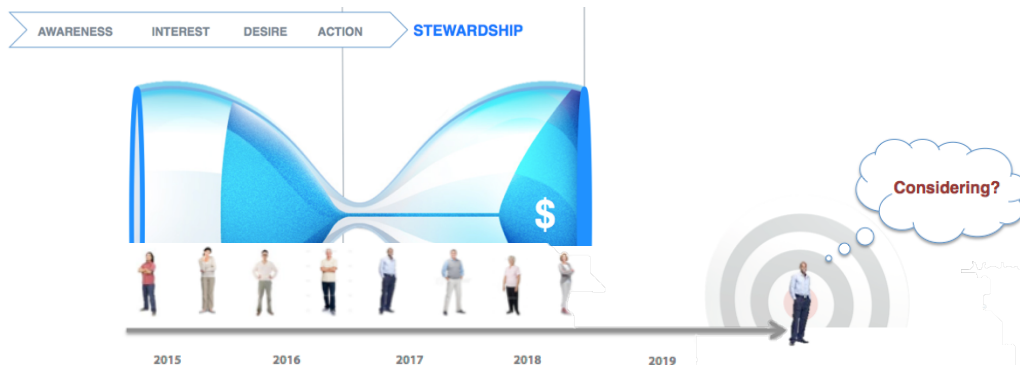 AWARENESS INTEREST DESIRE ACTION STEWARDSHIP
Considering?
$
2015 2016 2017 2018 2019